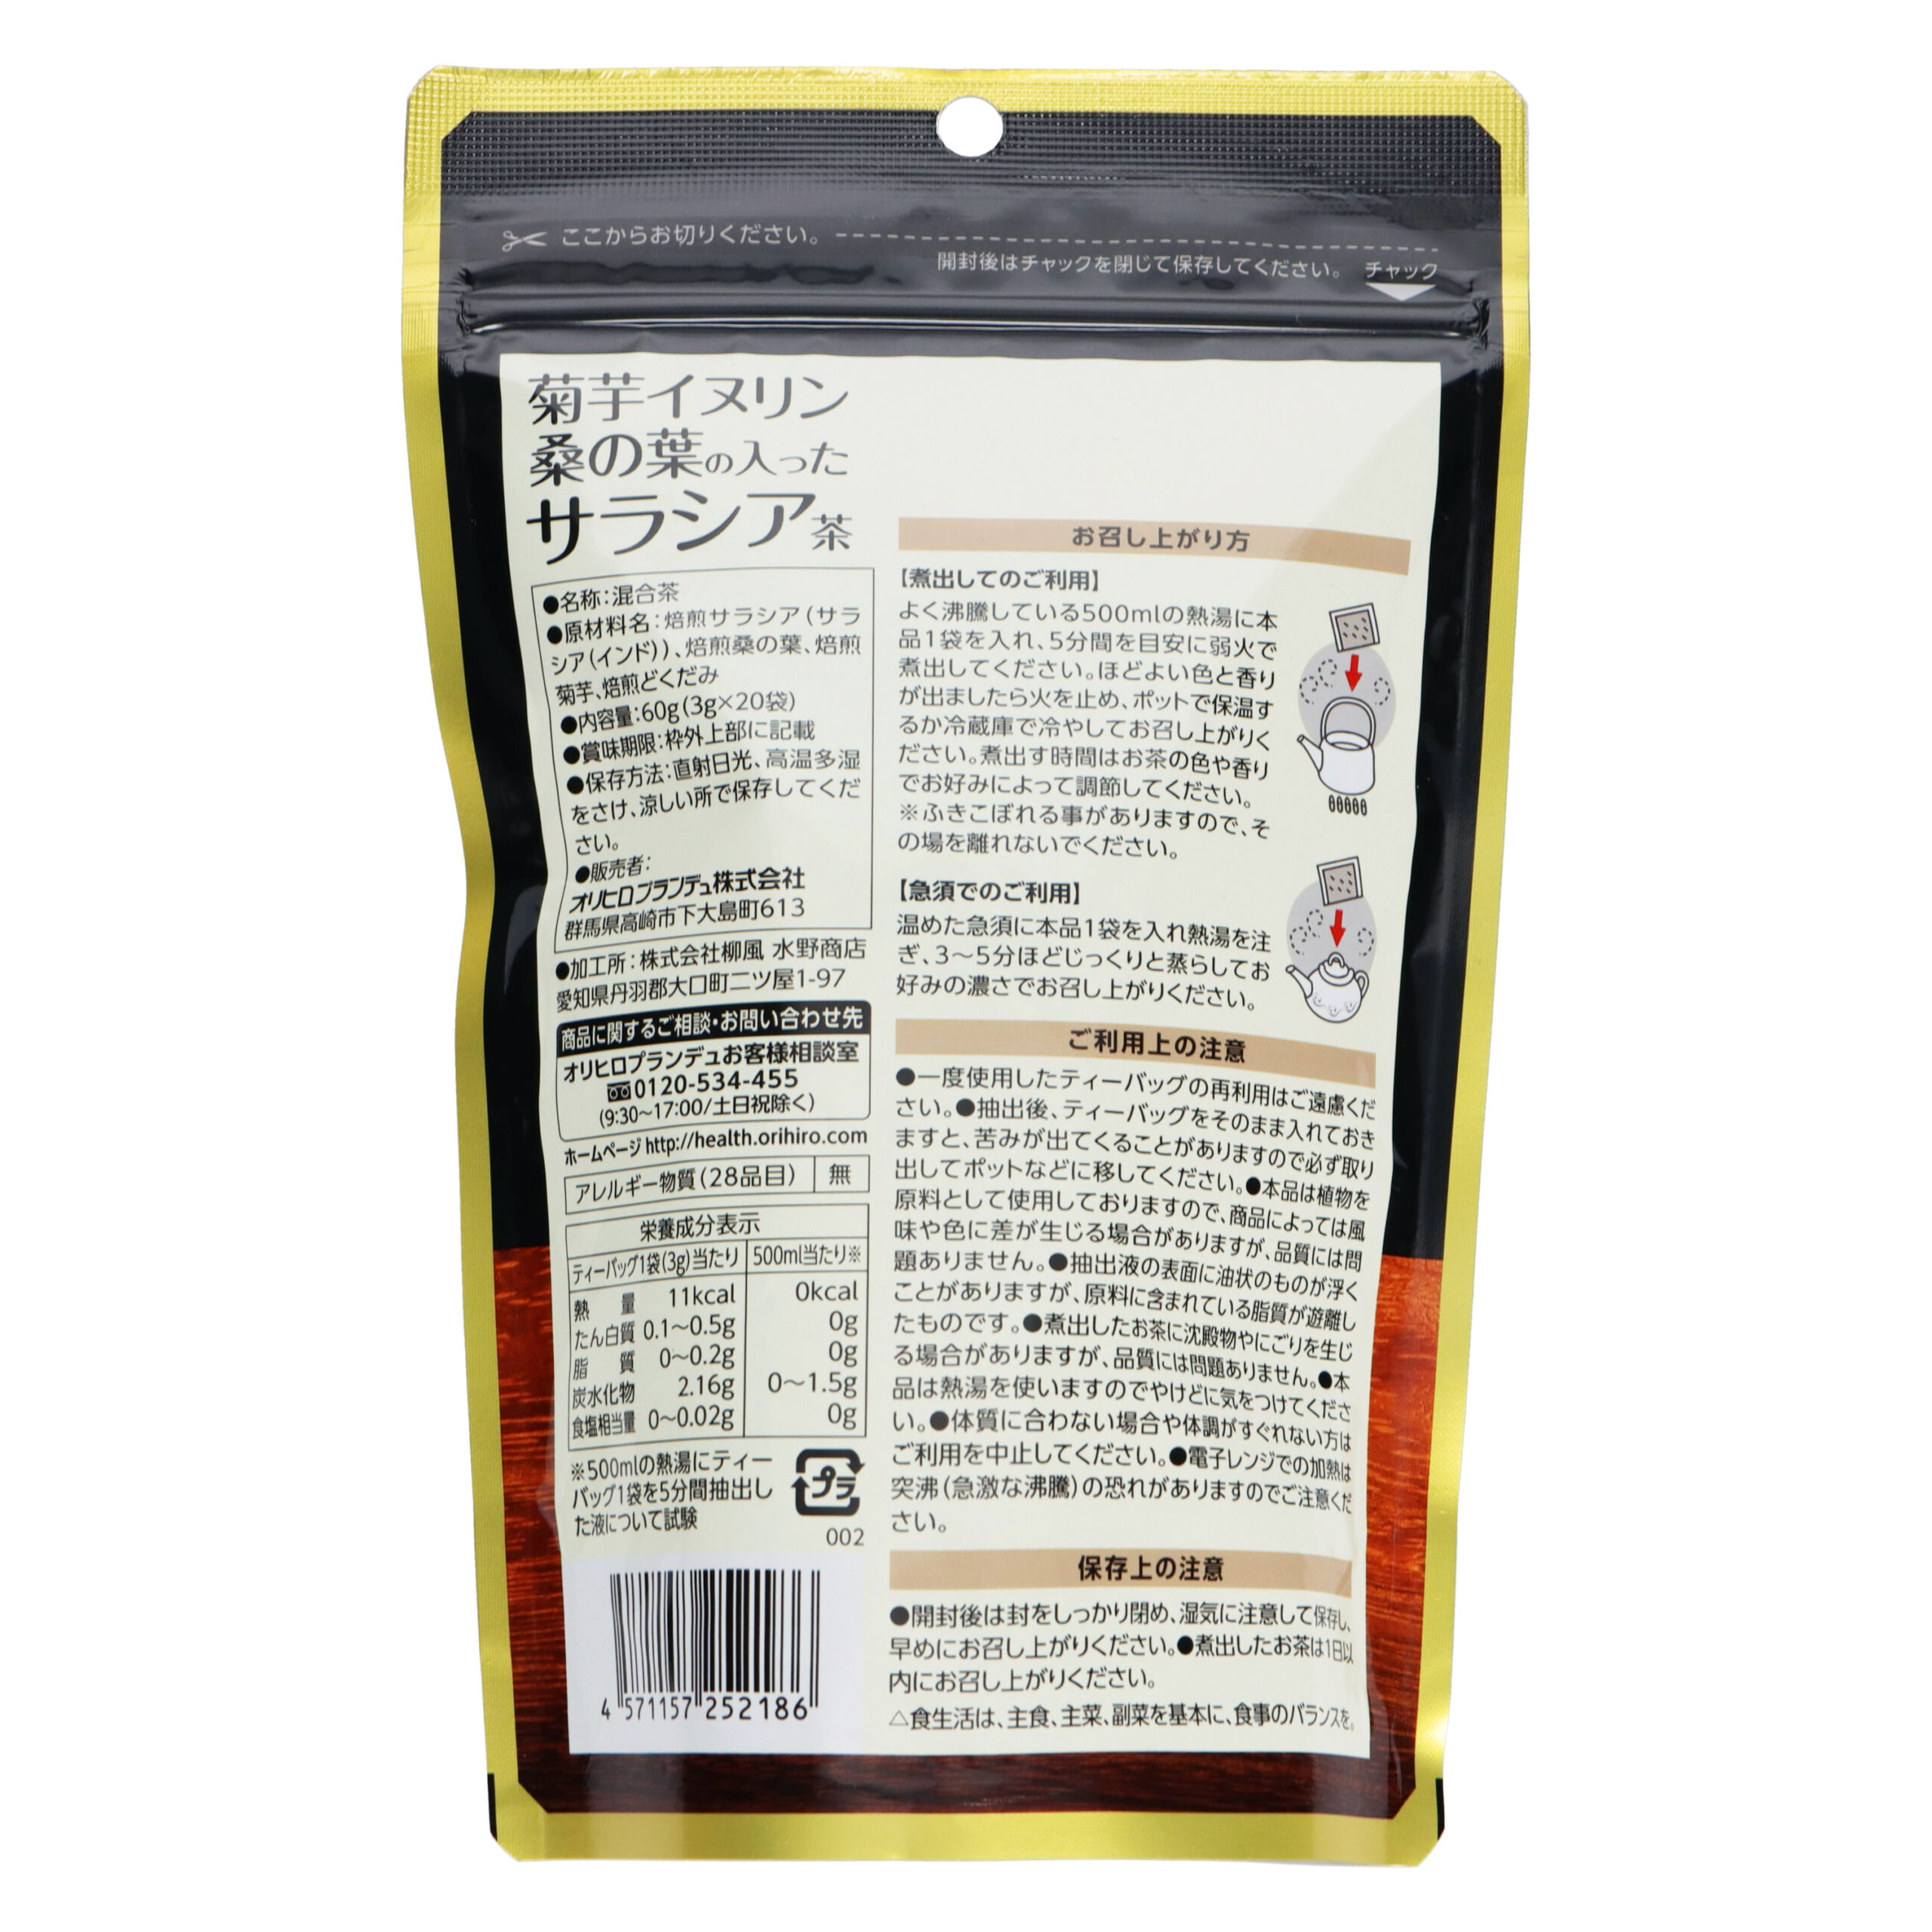 ここからお切りください。
開封後はチャックを閉じて保存してください。 チャック
菊芋イヌリン
桑の葉の入った
サラシア茶
●名称:混合茶
●原材料名:焙煎サラシア(サラ
シア(インド))、焙煎桑の葉、焙煎
菊芋、焙煎どくだみ
●内容量:60g(3g×20袋)
●賞味期限:枠外上部に記載
●保存方法:直射日光、高温多湿
をさけ、涼しい所で保存してくだ
さい。
●販売者:
オリヒロプランデュ株式会社
群馬県高崎市下大島町613
●加工所:株式会社柳風 水野商店
愛知県丹羽郡大口町二ツ屋1-97
商品に関するご相談・お問い合わせ先
オリヒロプランデュお客様相談室
0120-534-455
(9:30~17:00/土日祝除く)
ホームページ http://health.orihiro.com
アレルギー物質(28品目) 無
栄養成分表示
ティーバッグ1袋(3g)当たり 500ml当たり※
熱量 11kcal 0kcal
たん白質 0.1~0.5g 0g
脂質 0~0.2g 0g
炭水化物 2.16g 0~1.5g
食塩相当量 0~0.02g 0g
※500mlの熱湯にティー
バッグ1袋を5分間抽出し
た液について試験
プラ
002
4 571157 252186
お召し上がり方
【煮出してのご利用】
よく沸騰している500mlの熱湯に本
品1袋を入れ、5分間を目安に弱火で
煮出してください。ほどよい色と香り
が出ましたら火を止め、ポットで保温す
るか冷蔵庫で冷やしてお召し上がりく
ださい。煮出す時間はお茶の色や香り
でお好みによって調節してください。
※ふきこぼれる事がありますので、そ
の場を離れないでください。
【急須でのご利用】
温めた急須に本品1袋を入れ熱湯を注
ぎ、3~5分ほどじっくりと蒸らしてお
好みの濃さでお召し上がりください。
ご利用上の注意
●一度使用したティーバッグの再利用はご遠慮くだ
さい。●抽出後、ティーバッグをそのまま入れておき
ますと、苦みが出てくることがありますので必ず取り
出してポットなどに移してください。●本品は植物を
原料として使用しておりますので、商品によっては風
味や色に差が生じる場合がありますが、品質には問
題ありません。●抽出液の表面に油状のものが浮く
ことがありますが、原料に含まれている脂質が遊離し
たものです。●煮出したお茶に沈殿物やにごりを生じ
る場合がありますが、品質には問題ありません。●本
品は熱湯を使いますのでやけどに気をつけてくださ
い。●体質に合わない場合や体調がすぐれない方は
ご利用を中止してください。●電子レンジでの加熱は
突沸(急激な沸騰)の恐れがありますのでご注意くだ
さい。
保存上の注意
●開封後は封をしっかり閉め、湿気に注意して保存し、
早めにお召し上がりください。●煮出したお茶は1日以
内にお召し上がりください。
△食生活は、主食、主菜、副菜を基本に、食事のバランスを。